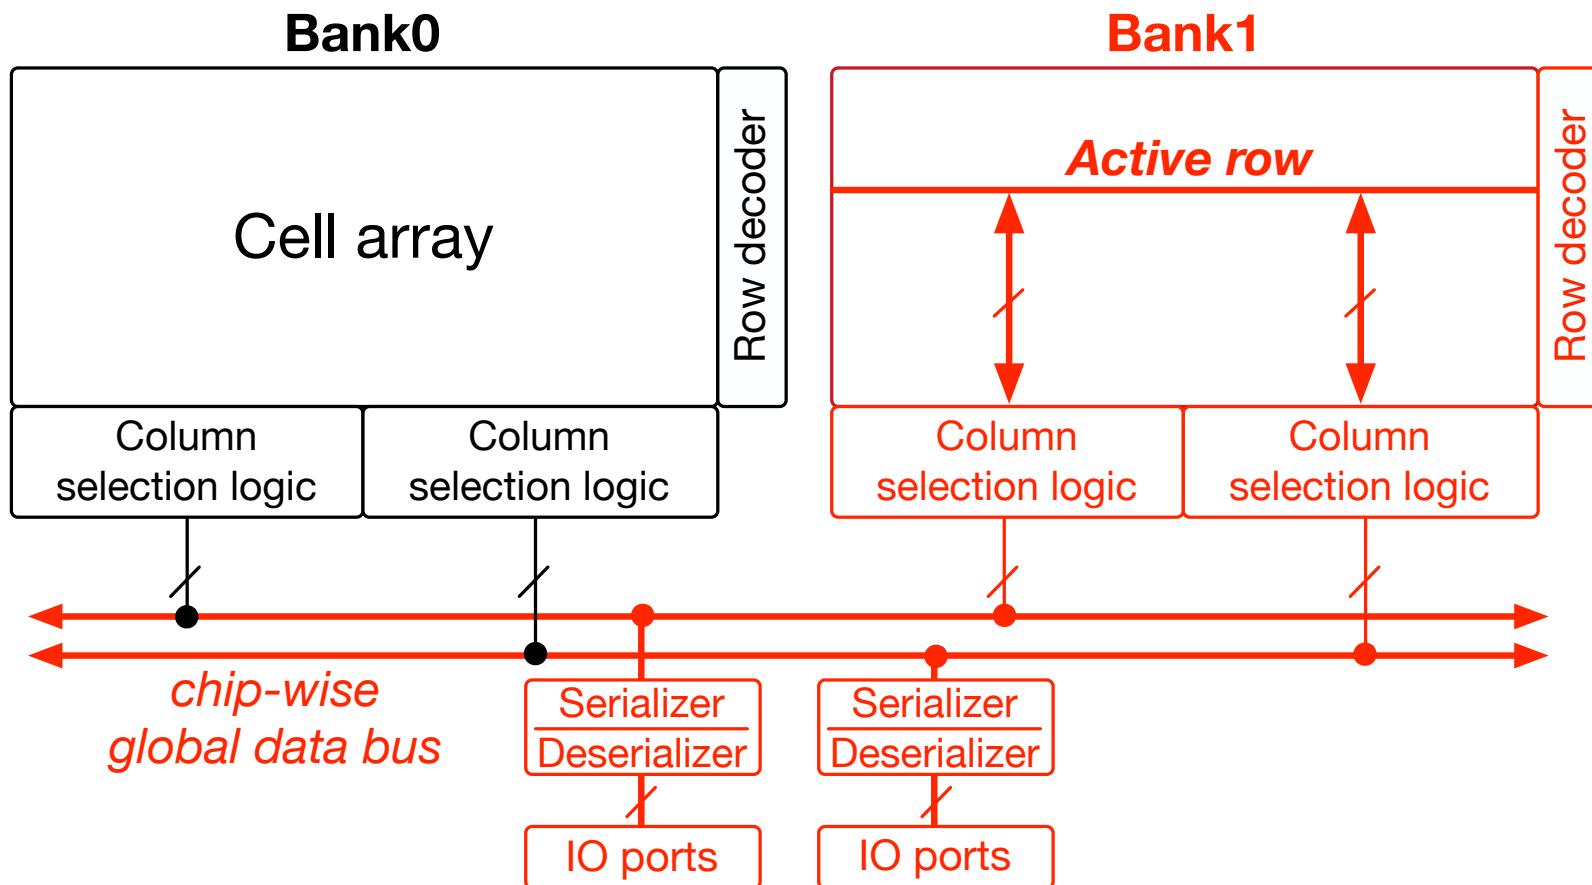 Bank0
Bank1
Cell array
Row decoder
Active row
Row decoder
Column
selection logic
Column
selection logic
Column
selection logic
Column
selection logic
chip-wise
global data bus
Serializer
Deserializer
Serializer
Deserializer
IO ports
IO ports